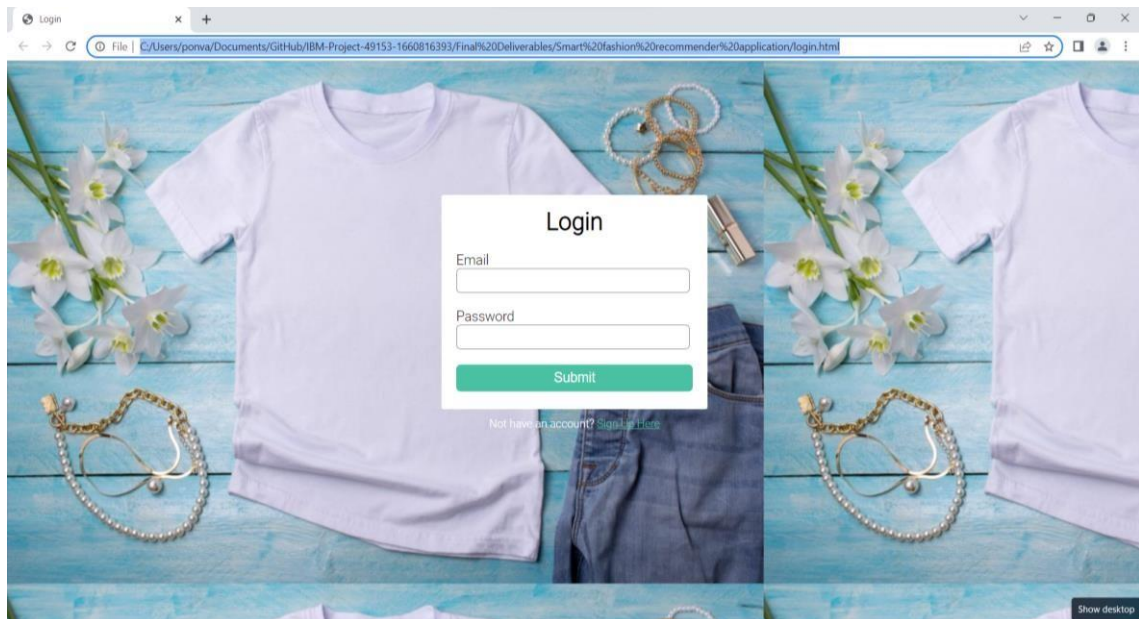 Login
File | C:/Users/ponva/Documents/GitHub/IBM-Project-49153-1660816393/Final%20Deliverables/Smart%20fashion%20recommender%20application/login.html
Login
Email
Password
Submit
Not have an account? Sign Up Here
Show desktop